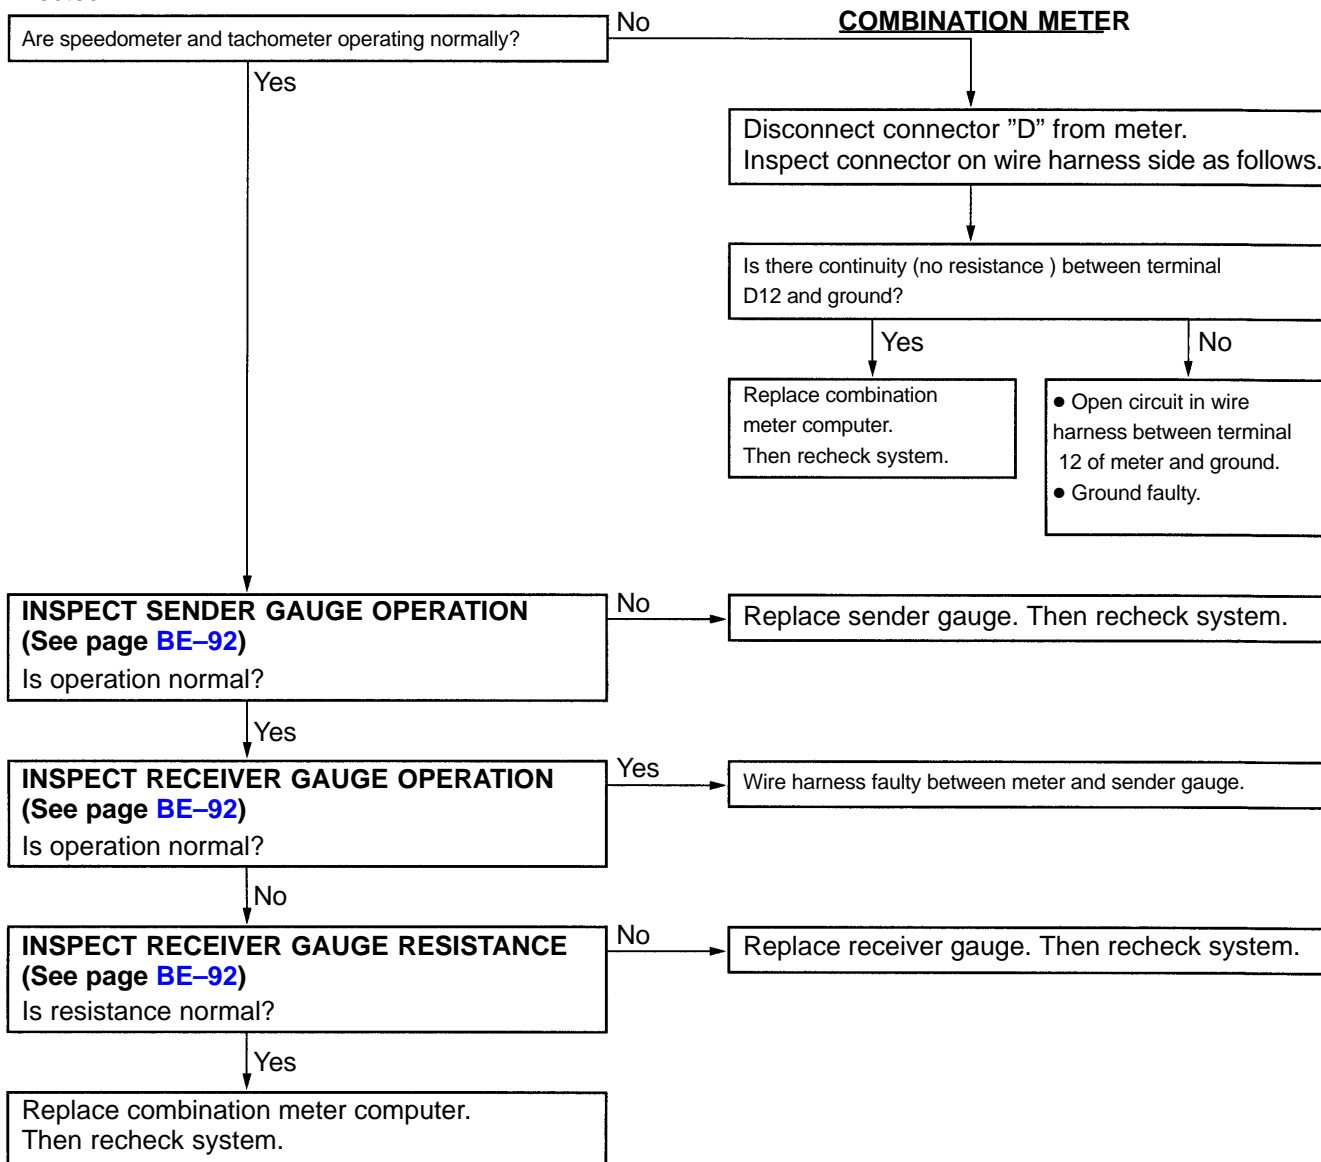 COMBINATION METER
Are speedometer and tachometer operating normally?
No
Yes
Disconnect connector ”D” from meter.
Inspect connector on wire harness side as follows.
Is there continuity (no resistance ) between terminal
D12 and ground?
Yes
No
Replace combination
meter computer.
Then recheck system.
● Open circuit in wire
harness between terminal
12 of meter and ground.
● Ground faulty.
INSPECT SENDER GAUGE OPERATION
(See page BE–92)
Is operation normal?
No
Replace sender gauge. Then recheck system.
Yes
INSPECT RECEIVER GAUGE OPERATION
(See page BE–92)
Is operation normal?
Yes
Wire harness faulty between meter and sender gauge.
No
INSPECT RECEIVER GAUGE RESISTANCE
(See page BE–92)
Is resistance normal?
No
Replace receiver gauge. Then recheck system.
Yes
Replace combination meter computer.
Then recheck system.